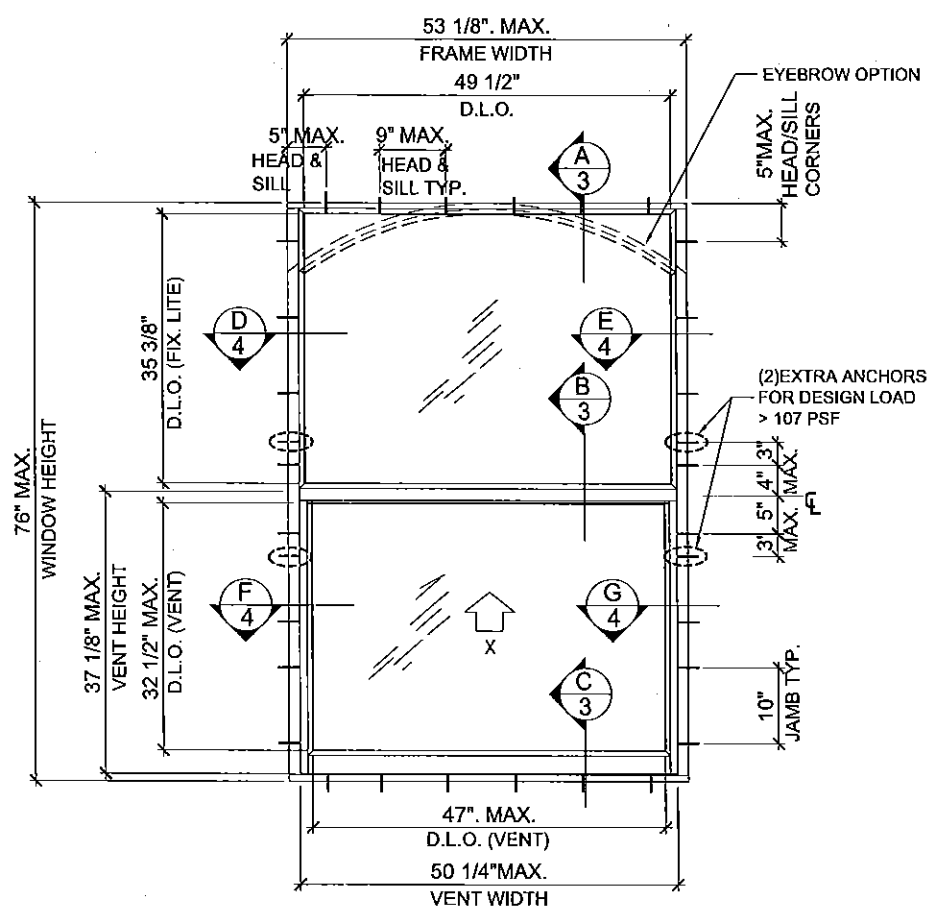 53 1/8". MAX.
FRAME WIDTH
49 1/2"
D.L.O.
EYEBROW OPTION
5" MAX.
HEAD &
SILL
9" MAX.
HEAD &
SILL TYP.
A
3
5"MAX.
HEAD/SILL
CORNERS
76" MAX.
WINDOW HEIGHT
35 3/8"
D.L.O. (FIX. LITE)
D
4
E
4
B
3
(2)EXTRA ANCHORS
FOR DESIGN LOAD
> 107 PSF
3"
4"
MAX.
5"
3'
MAX.
37 1/8" MAX.
VENT HEIGHT
32 1/2" MAX.
D.L.O. (VENT)
F
4
G
4
X
C
3
10"
JAMB TYP.
47". MAX.
D.L.O. (VENT)
50 1/4"MAX.
VENT WIDTH